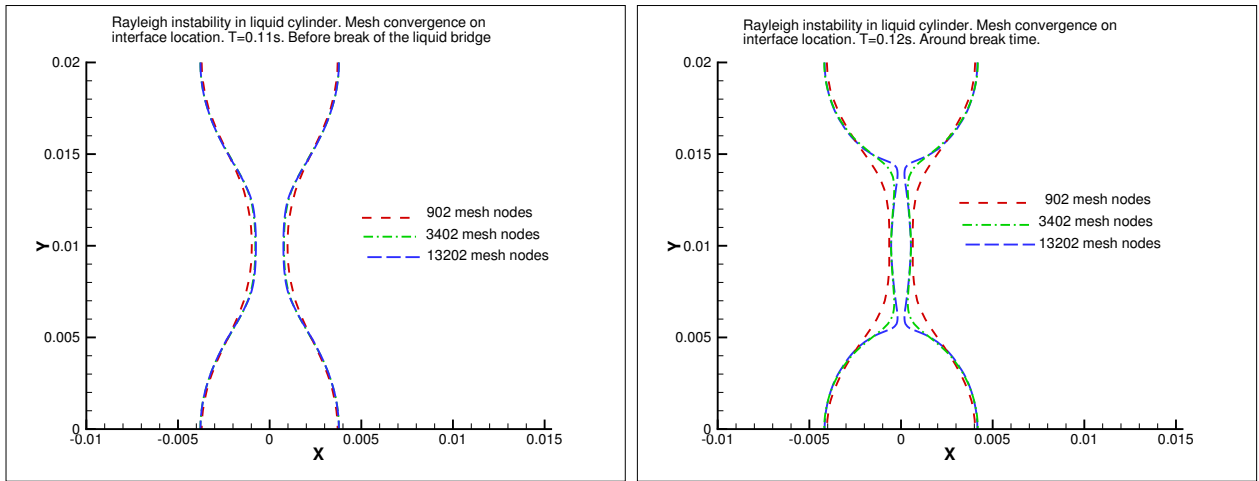 Rayleigh instability in liquid cylinder. Mesh convergence on
interface location. T=0.11s. Before break of the liquid bridge
0.02
0.015
Y
0.01
0.005
0
-0.01
-0.005
0
0.005
0.01
0.015
X
902 mesh nodes
3402 mesh nodes
13202 mesh nodes
Rayleigh instability in liquid cylinder. Mesh convergence on
interface location. T=0.12s. Around break time.
0.02
0.015
Y
0.01
0.005
0
-0.01
-0.005
0
0.005
0.01
0.015
X
902 mesh nodes
3402 mesh nodes
13202 mesh nodes